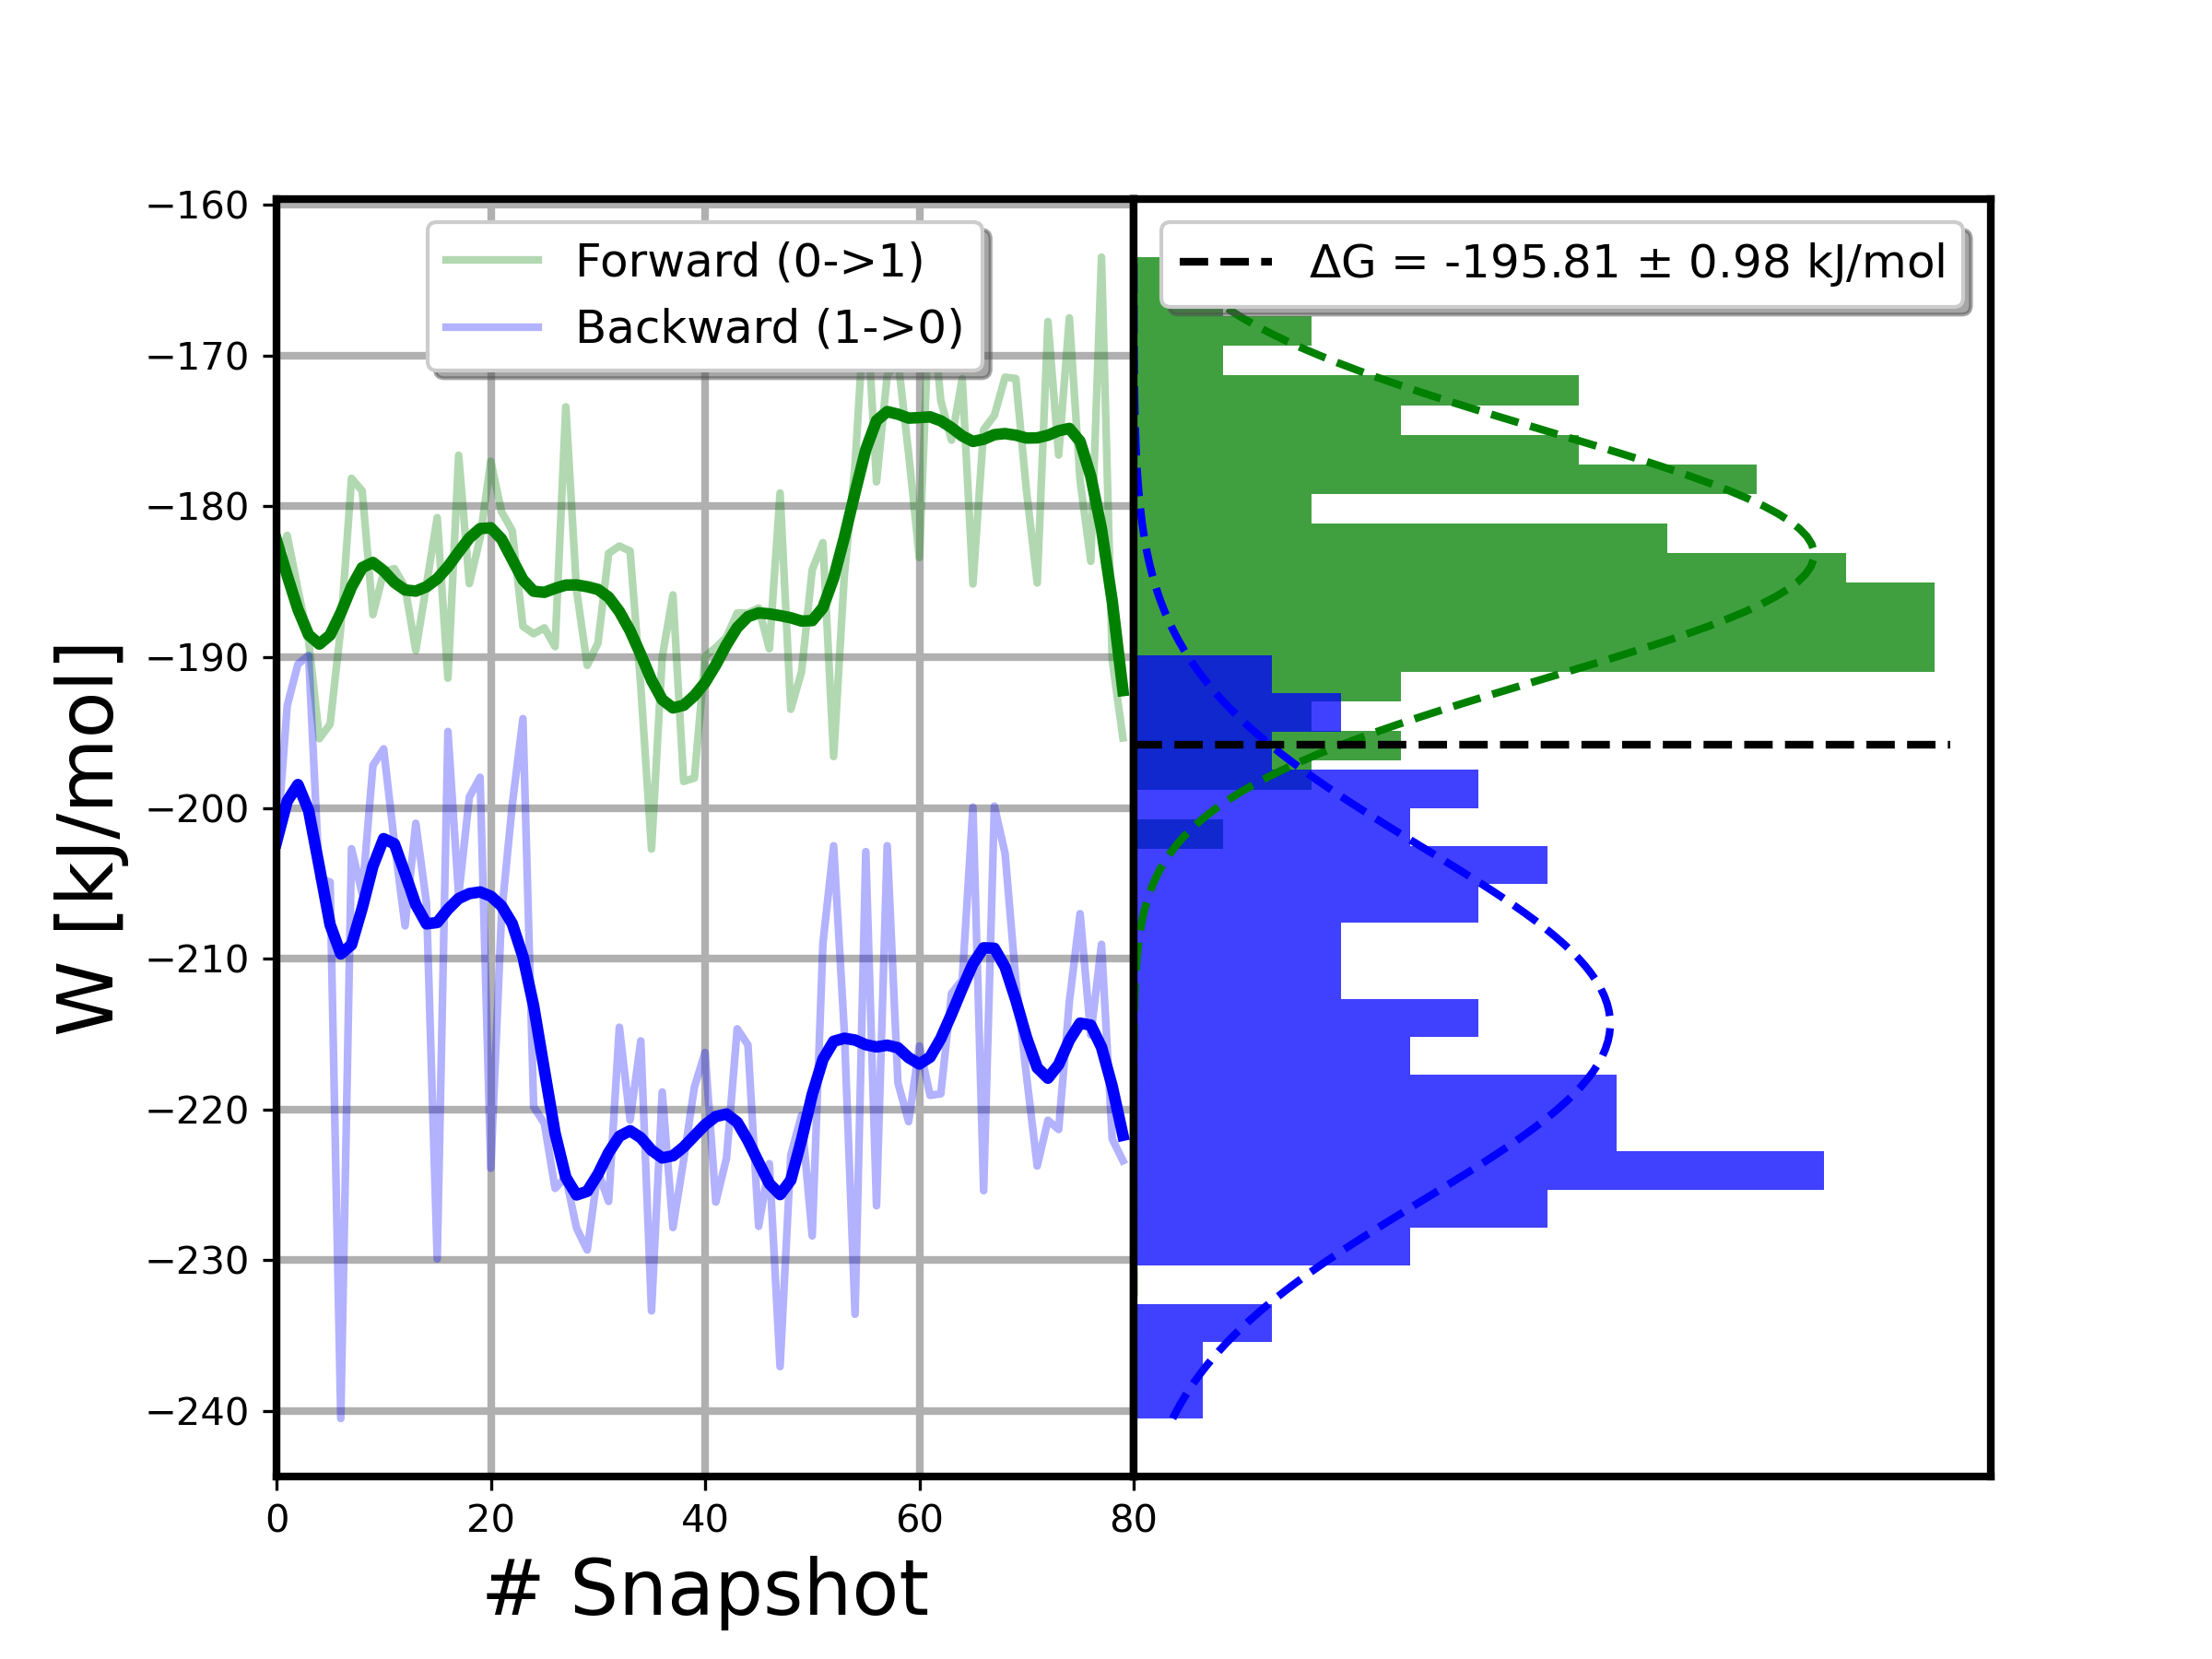 Forward (0->1)
Backward (1->0)
ΔG = -195.81 ± 0.98 kJ/mol
W [kJ/mol]
−160
−170
−180
−190
−200
−210
−220
−230
−240
0 20 40 60 80
# Snapshot